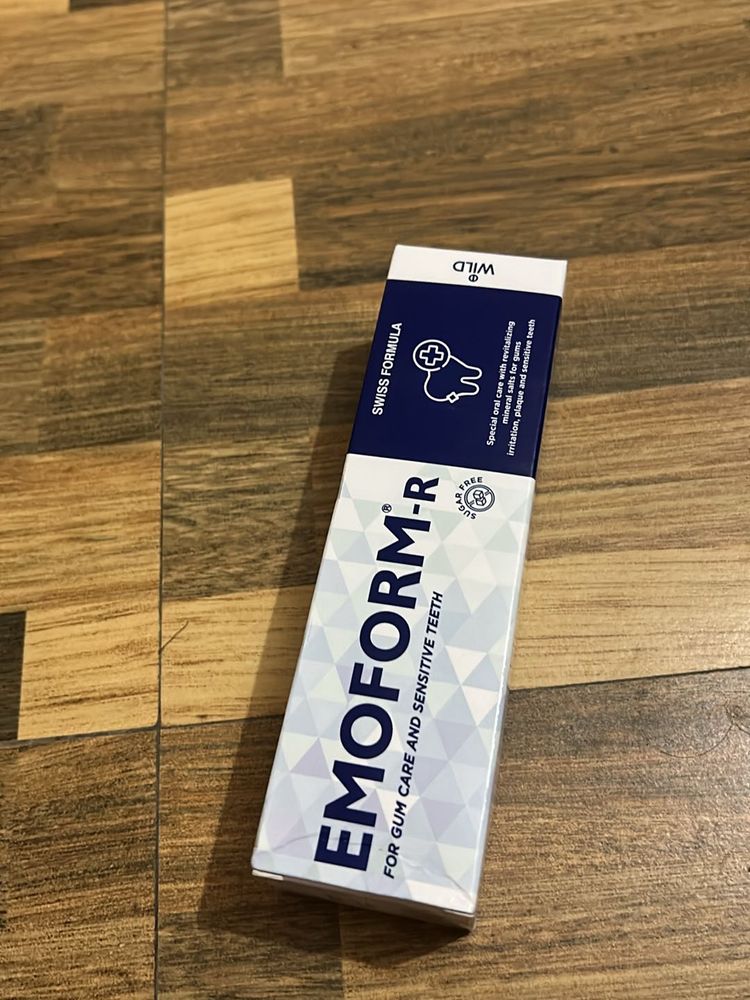 WILD
SWISS FORMULA
Special oral care with revitalizing
mineral salts for gums
irritation, plaque and sensitive teeth
SUGAR FREE
EMOFORM®-R
FOR GUM CARE AND SENSITIVE TEETH